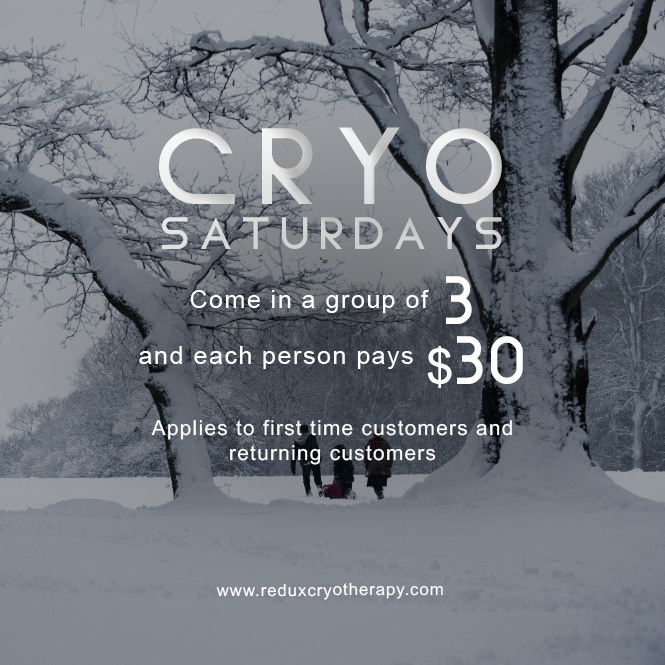 CRYO
SATURDAYS
Come in a group of 3
and each person pays $30
Applies to first time customers and
returning customers
www.reduxcryotherapy.com